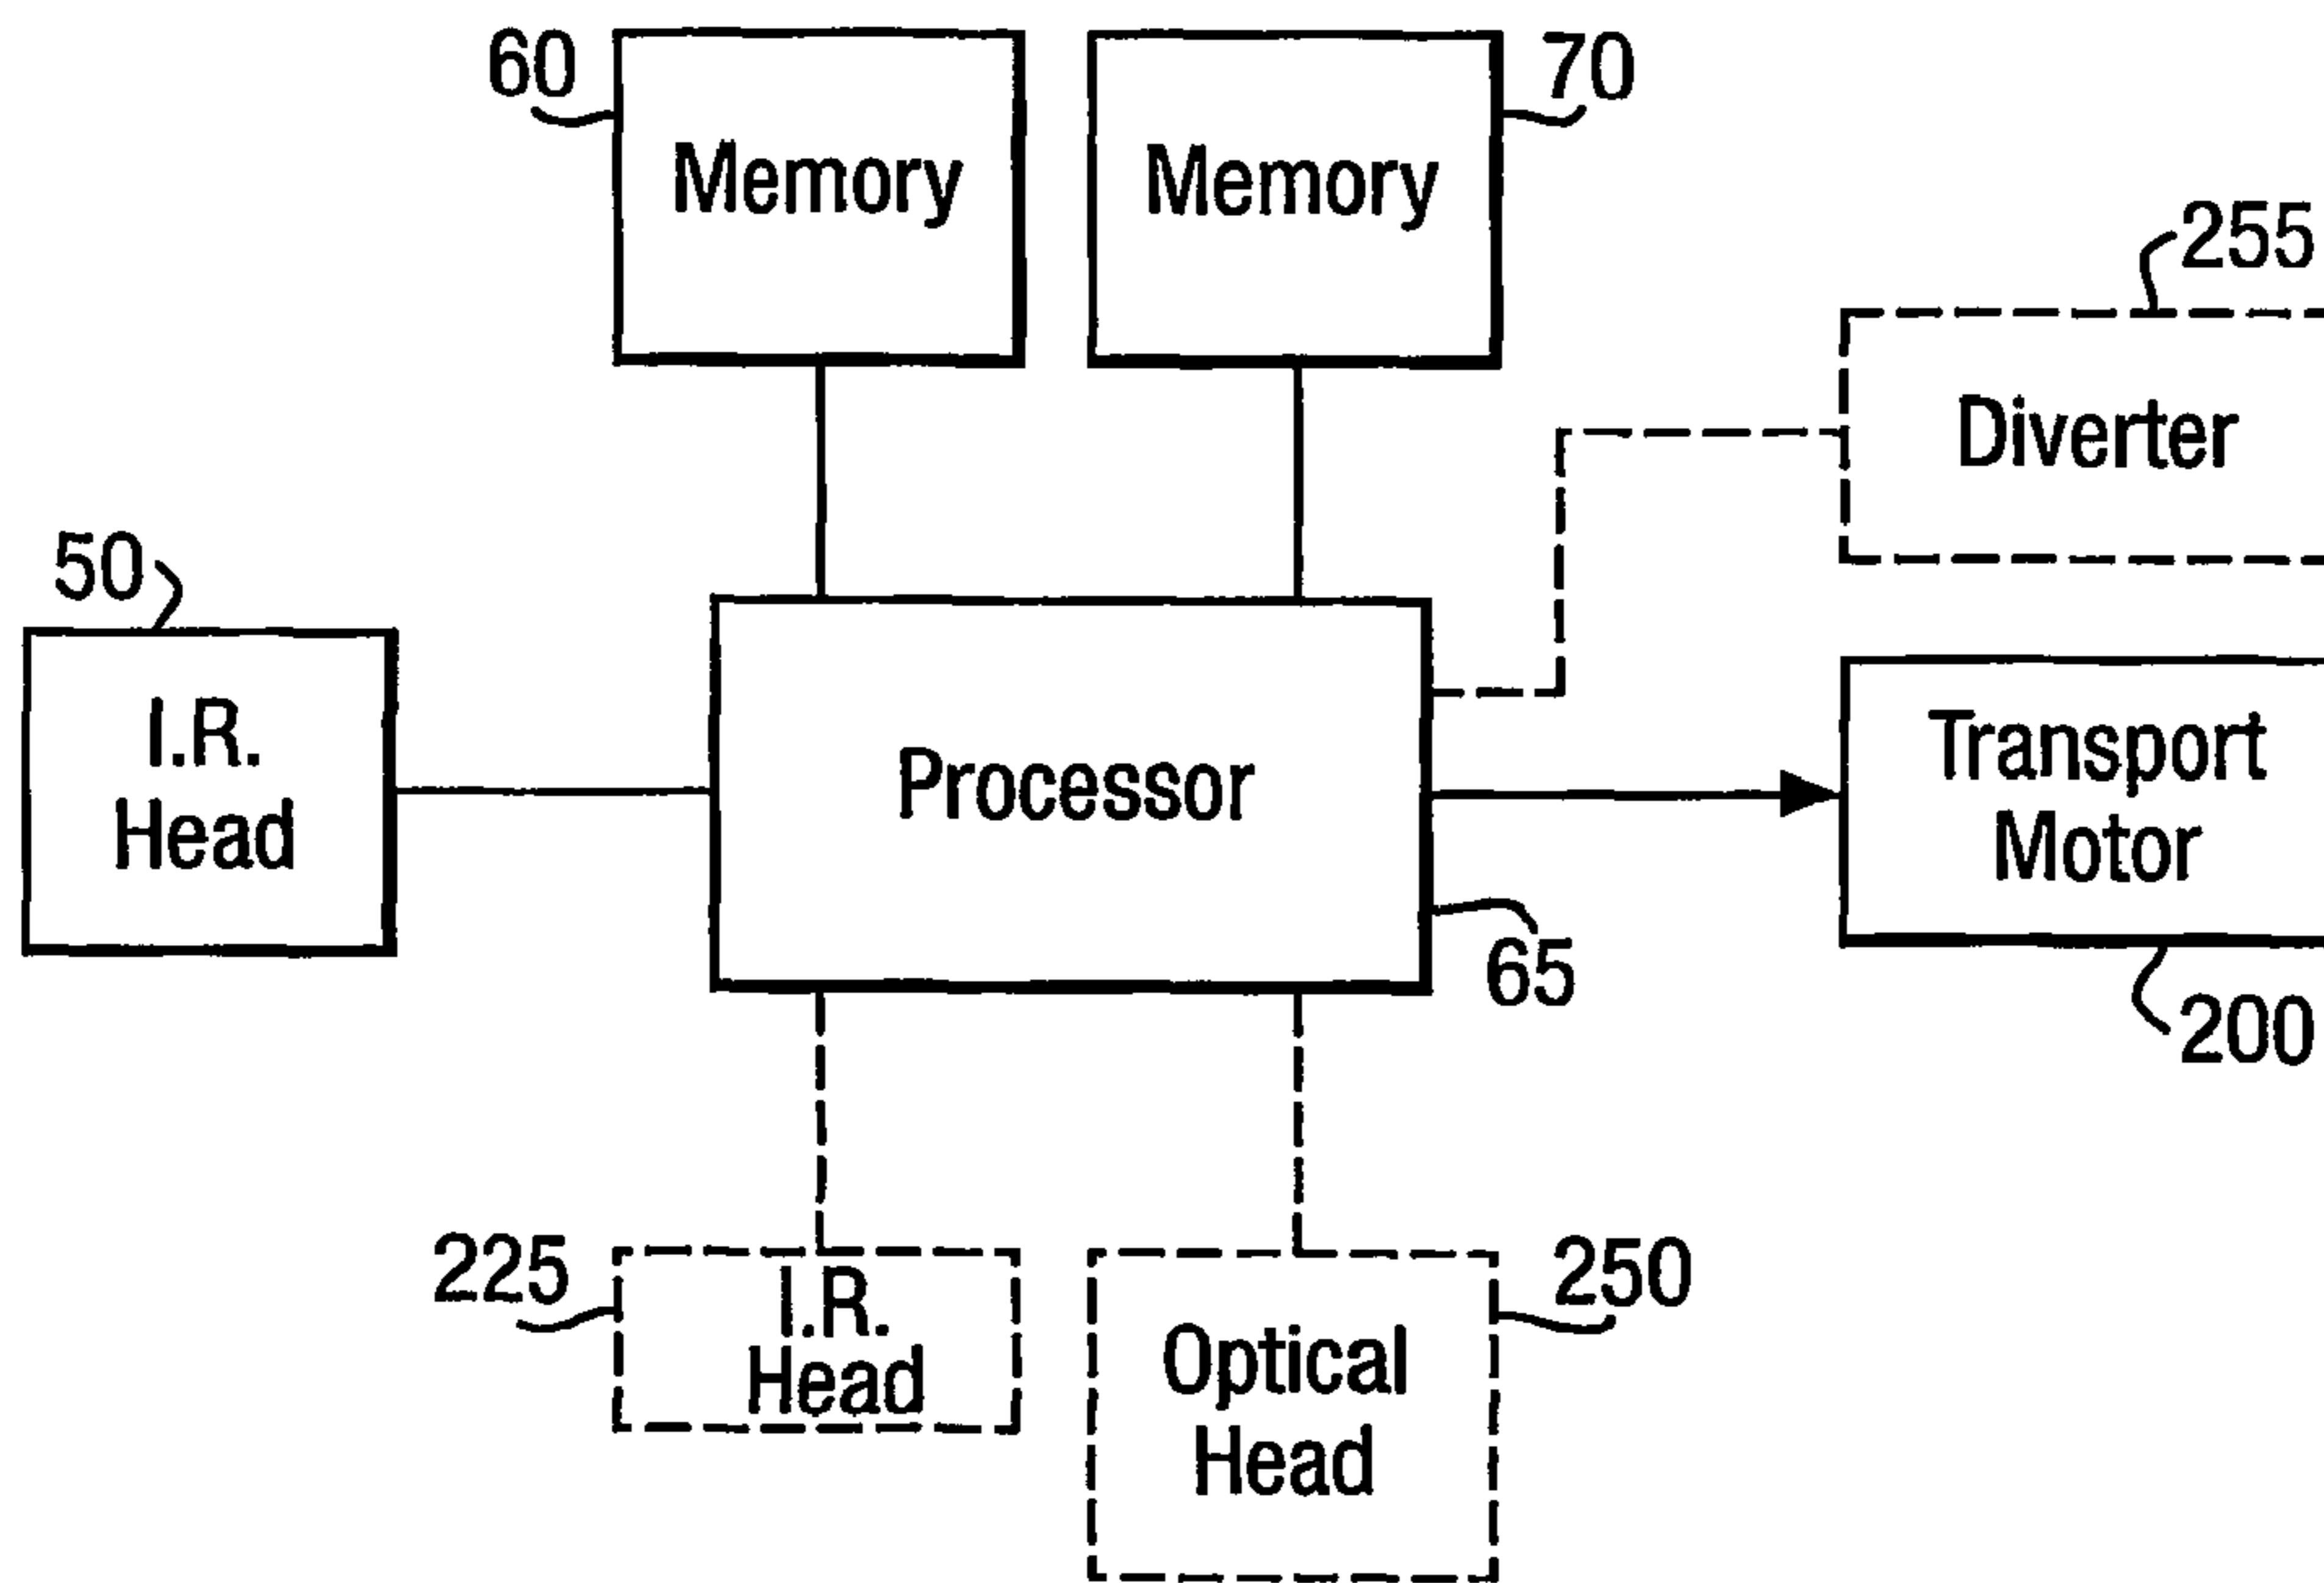 60
70
Memory
Memory
255
Diverter
50
I.R.
Head
Processor
Transport
Motor
65
200
225
I.R.
Head
250
Optical
Head